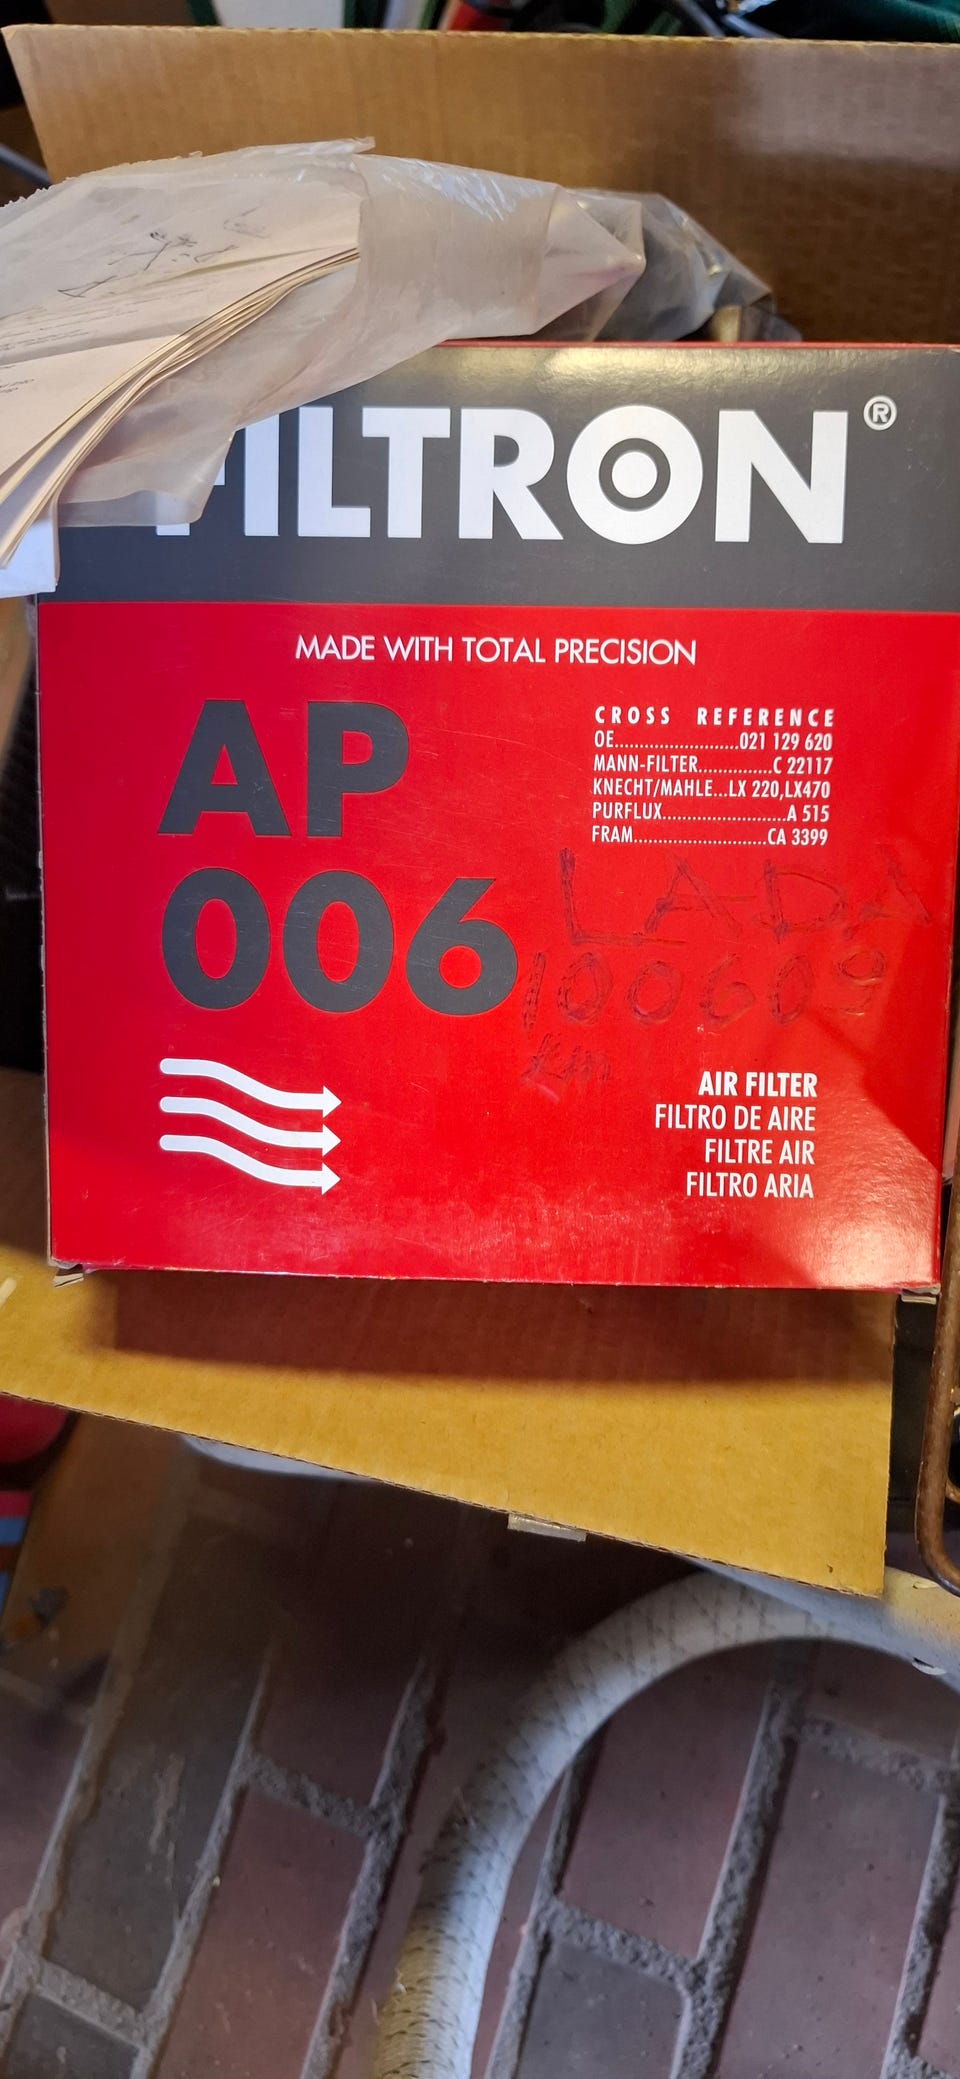 FILTRON®
MADE WITH TOTAL PRECISION
AP
006
CROSS REFERENCE
OE.........................021 129 620
MANN-FILTER...............C 22117
KNECHT/MAHLE...LX 220,LX470
PURFLUX.........................A 515
FRAM...........................CA 3399
LADA
100609
km
AIR FILTER
FILTRO DE AIRE
FILTRE AIR
FILTRO ARIA